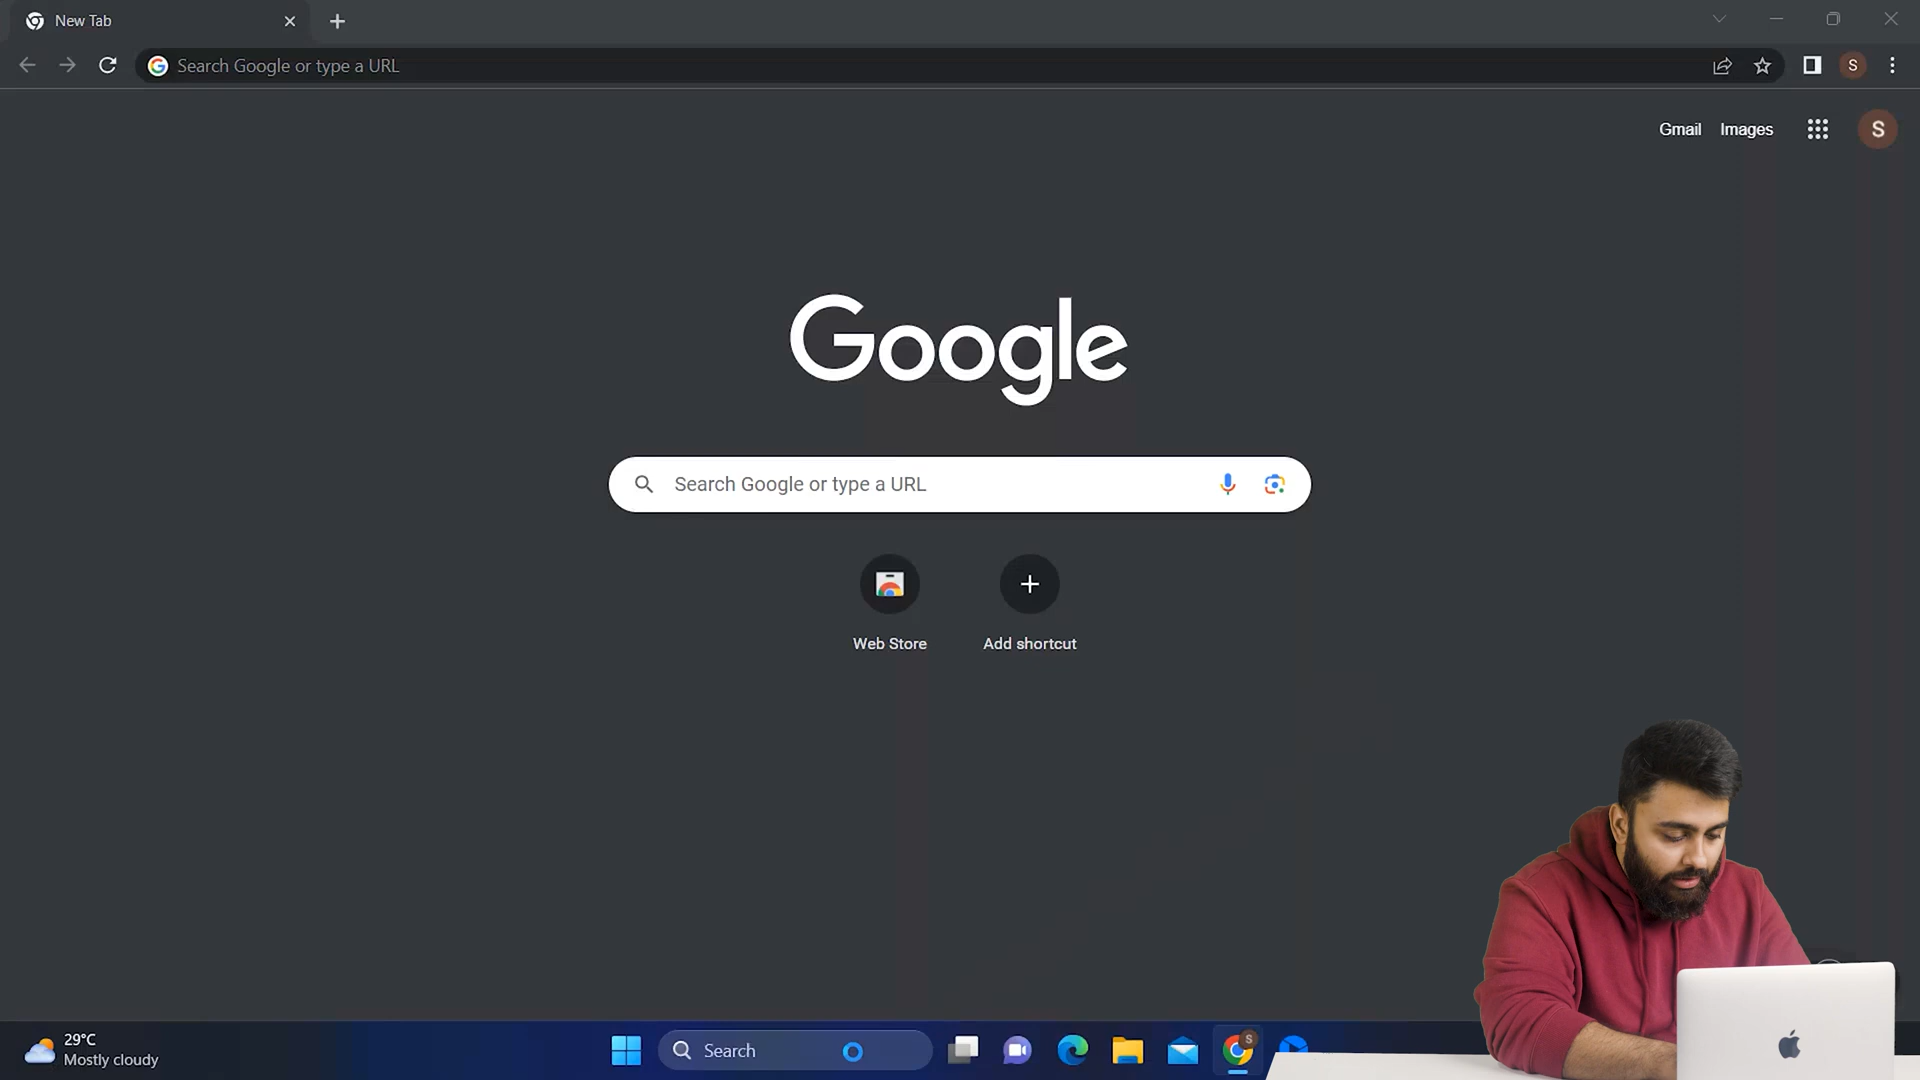 New Tab
Search Google or type a URL
S
Gmail Images
S
Google
Search Google or type a URL
Web Store
Add shortcut
29°C
Mostly cloudy
Search
S